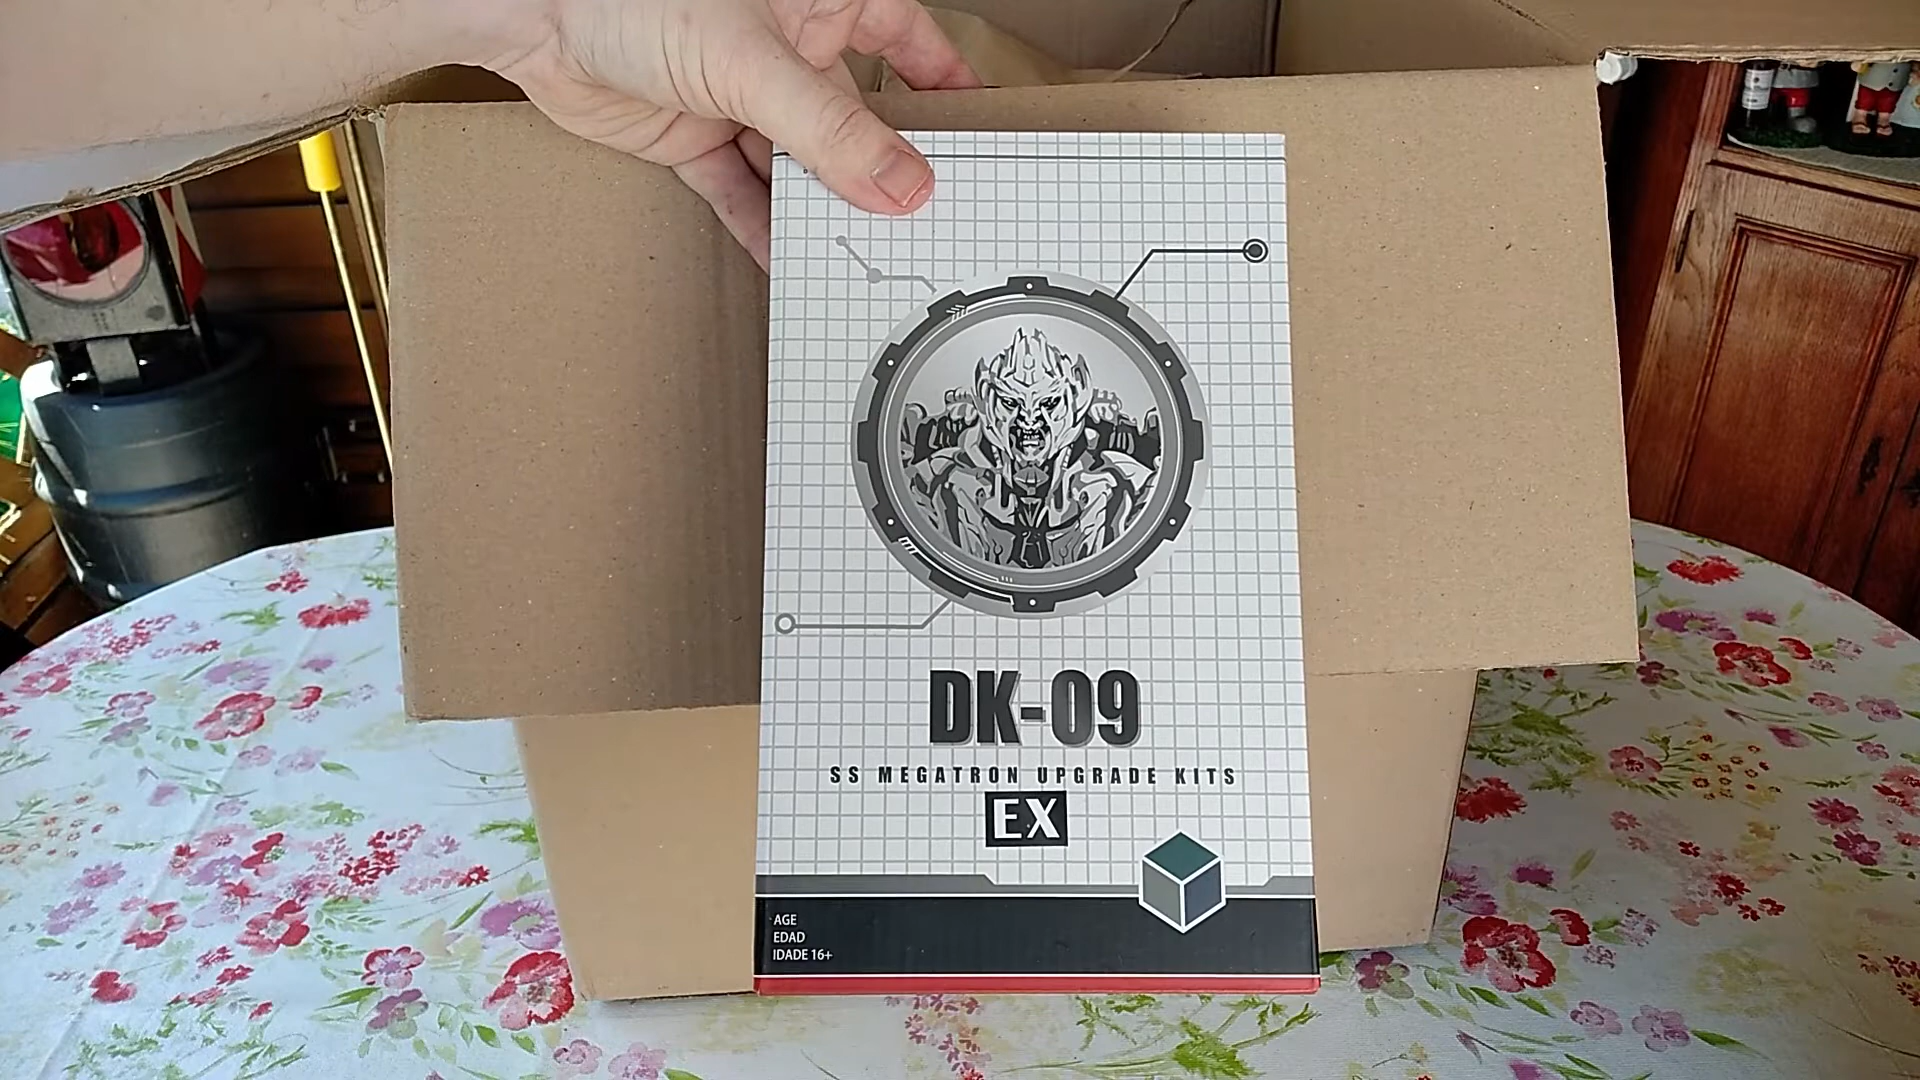 DK-09
SS MEGATRON UPGRADE KITS
EX
AGE
EDAD
IDADE 16+